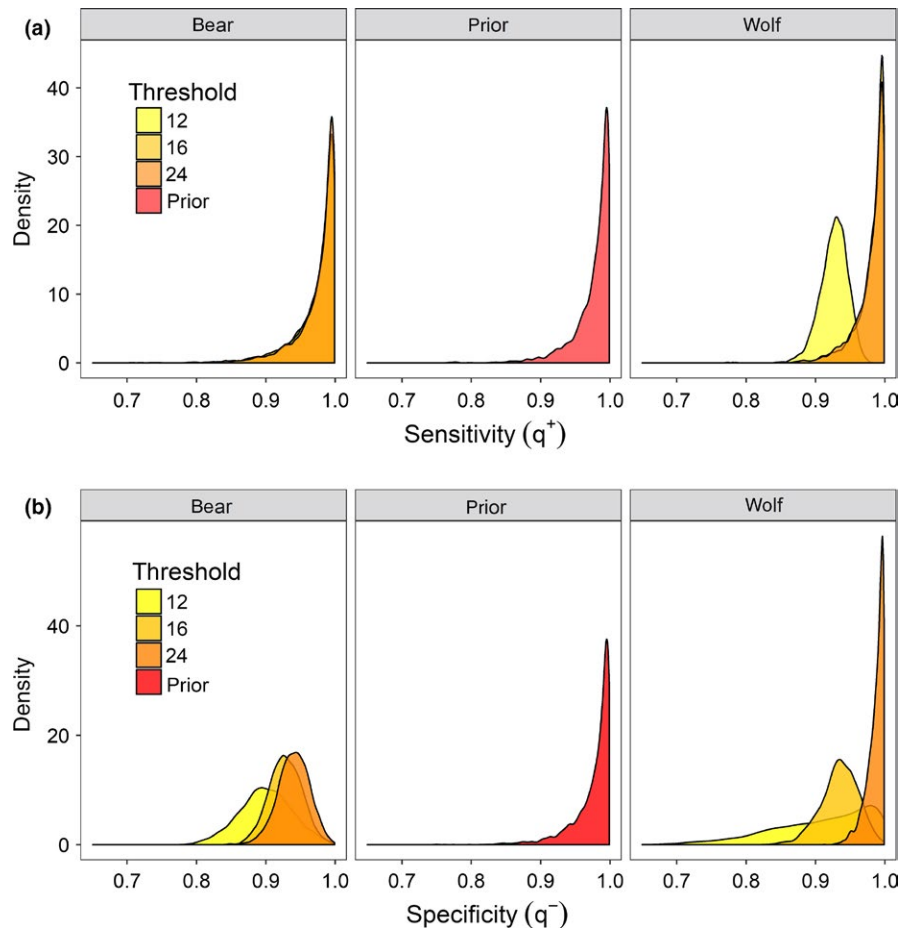 (a)
Bear Prior Wolf
Threshold
12
16
24
Prior
Density
40
30
20
10
0
0.7 0.8 0.9 1.0 0.7 0.8 0.9 1.0 0.7 0.8 0.9 1.0
Sensitivity (q⁺)
(b)
Bear Prior Wolf
Threshold
12
16
24
Prior
Density
40
20
0
0.7 0.8 0.9 1.0 0.7 0.8 0.9 1.0 0.7 0.8 0.9 1.0
Specificity (q⁻)